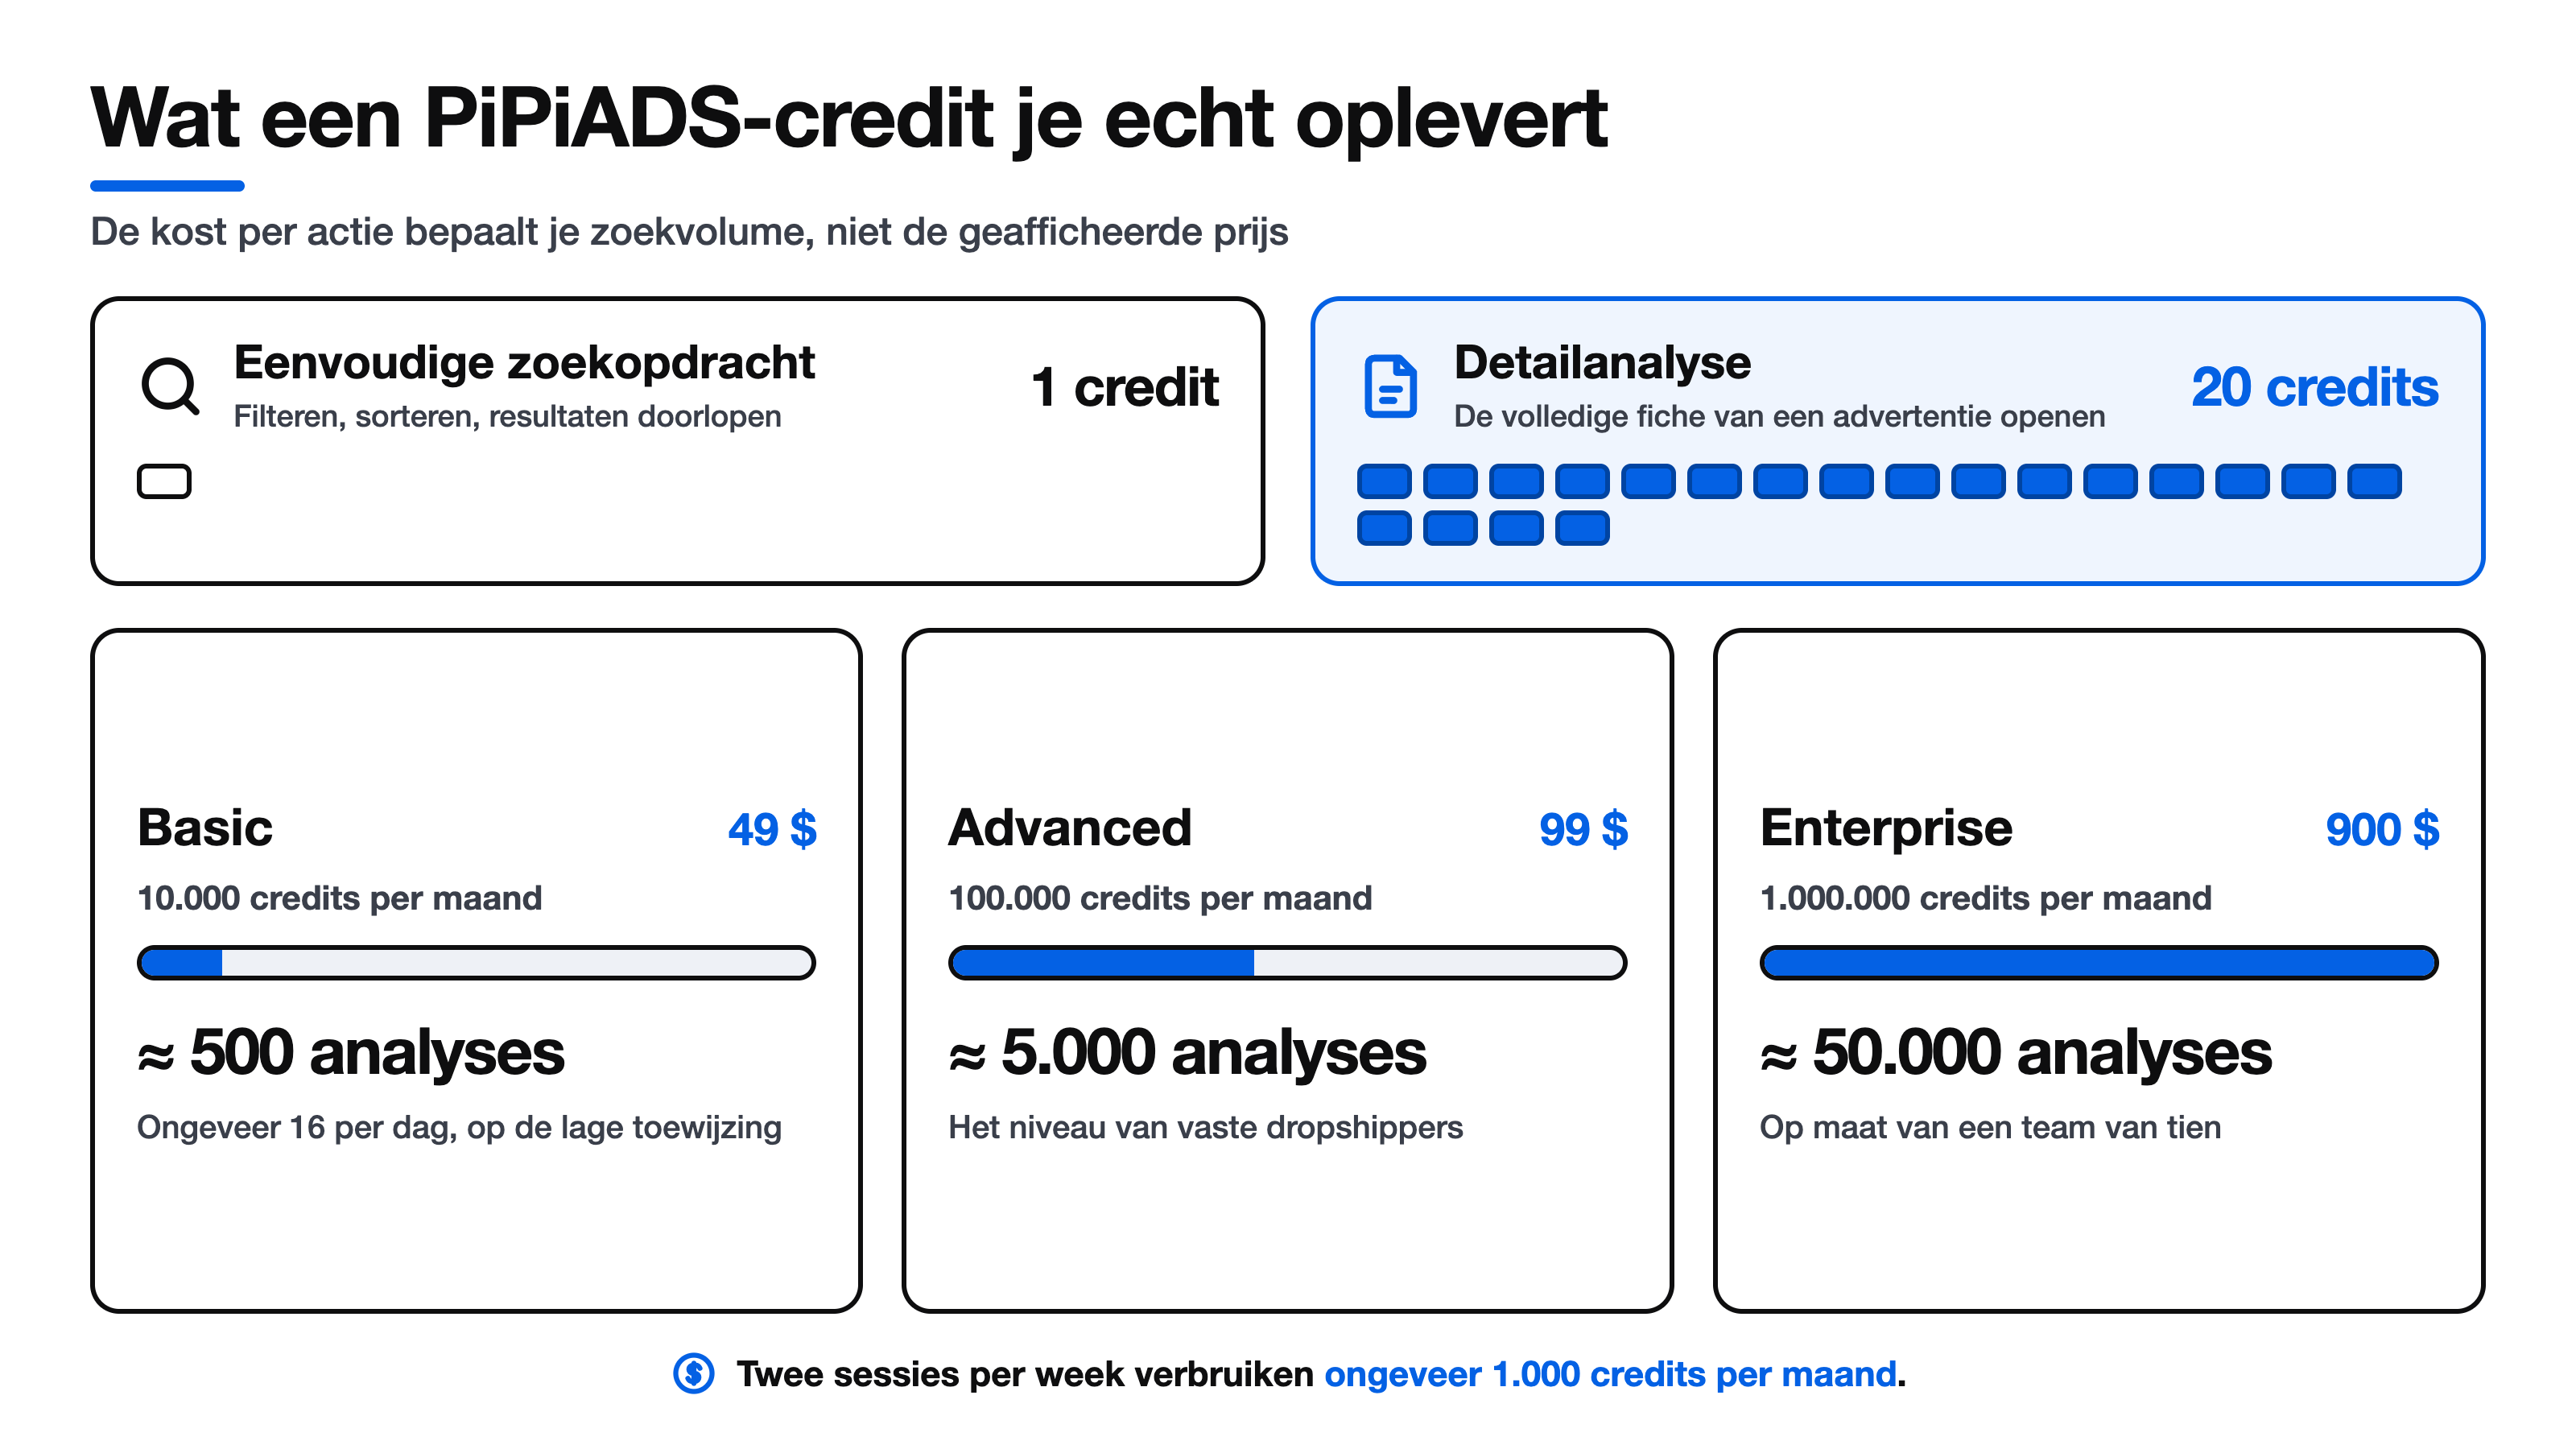 Wat een PiPiADS-credit je echt oplevert
De kost per actie bepaalt je zoekvolume, niet de geafficheerde prijs
Eenvoudige zoekopdracht
Filteren, sorteren, resultaten doorlopen
1 credit
Detailanalyse
De volledige fiche van een advertentie openen
20 credits
Basic
49 $
10.000 credits per maand
≈ 500 analyses
Ongeveer 16 per dag, op de lage toewijzing
Advanced
99 $
100.000 credits per maand
≈ 5.000 analyses
Het niveau van vaste dropshippers
Enterprise
900 $
1.000.000 credits per maand
≈ 50.000 analyses
Op maat van een team van tien
$ Twee sessies per week verbruiken ongeveer 1.000 credits per maand.